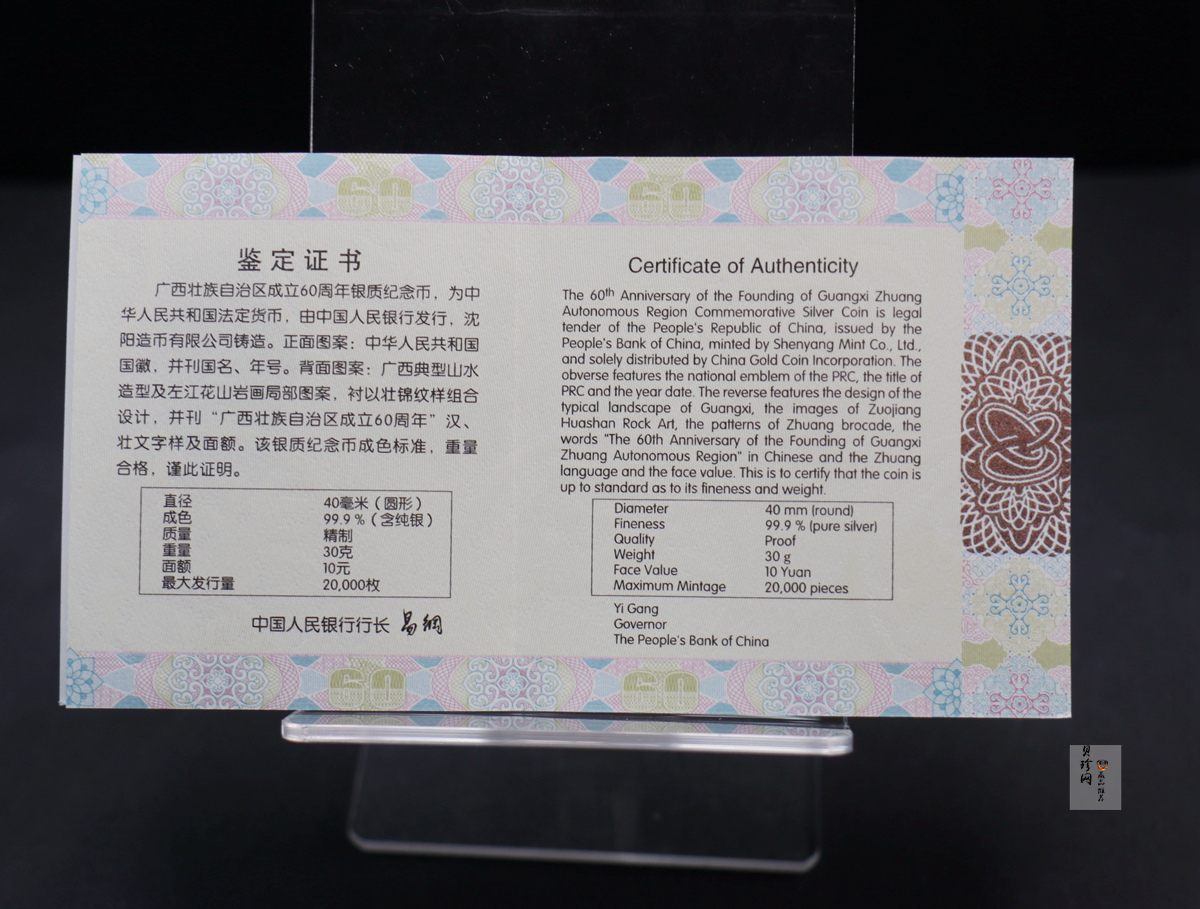 60
60
鉴定证书
广西壮族自治区成立60周年银质纪念币，为中
华人民共和国法定货币，由中国人民银行发行，沈
阳造币有限公司铸造。正面图案：中华人民共和国
国徽，并刊国名、年号。背面图案：广西典型山水
造型及左江花山岩画局部图案，衬以壮锦纹样组合
设计，并刊“广西壮族自治区成立60周年”汉、
壮文字样及面额。该银质纪念币成色标准，重量
合格，谨此证明。
直径 40毫米（圆形）
成色 99.9％（含纯银）
质量 精制
重量 30克
面额 10元
最大发行量 20,000枚
中国人民银行行长 易纲
Certificate of Authenticity
The 60th Anniversary of the Founding of Guangxi Zhuang
Autonomous Region Commemorative Silver Coin is legal
tender of the People's Republic of China, issued by the
People's Bank of China, minted by Shenyang Mint Co., Ltd.,
and solely distributed by China Gold Coin Incorporation. The
obverse features the national emblem of the PRC, the title of
PRC and the year date. The reverse features the design of the
typical landscape of Guangxi, the images of Zuojiang
Huashan Rock Art, the patterns of Zhuang brocade, the
words "The 60th Anniversary of the Founding of Guangxi
Zhuang Autonomous Region" in Chinese and the Zhuang
language and the face value. This is to certify that the coin is
up to standard as to its fineness and weight.
Diameter 40 mm (round)
Fineness 99.9 % (pure silver)
Quality Proof
Weight 30 g
Face Value 10 Yuan
Maximum Mintage 20,000 pieces
Yi Gang
Governor
The People's Bank of China
60
60
贝珍网